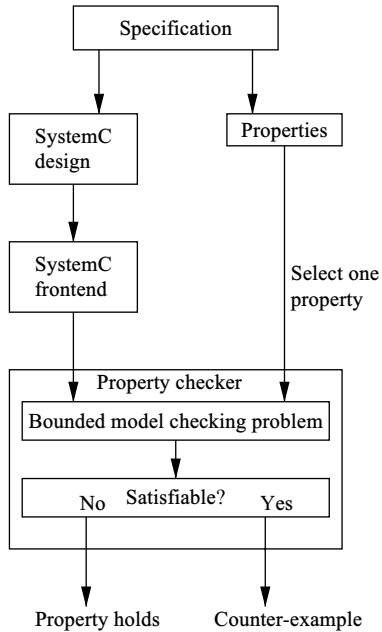 Specification
SystemC
design
Properties
SystemC
frontend
Select one
property
Property checker
Bounded model checking problem
Satisfiable?
No
Yes
Property holds
Counter-example